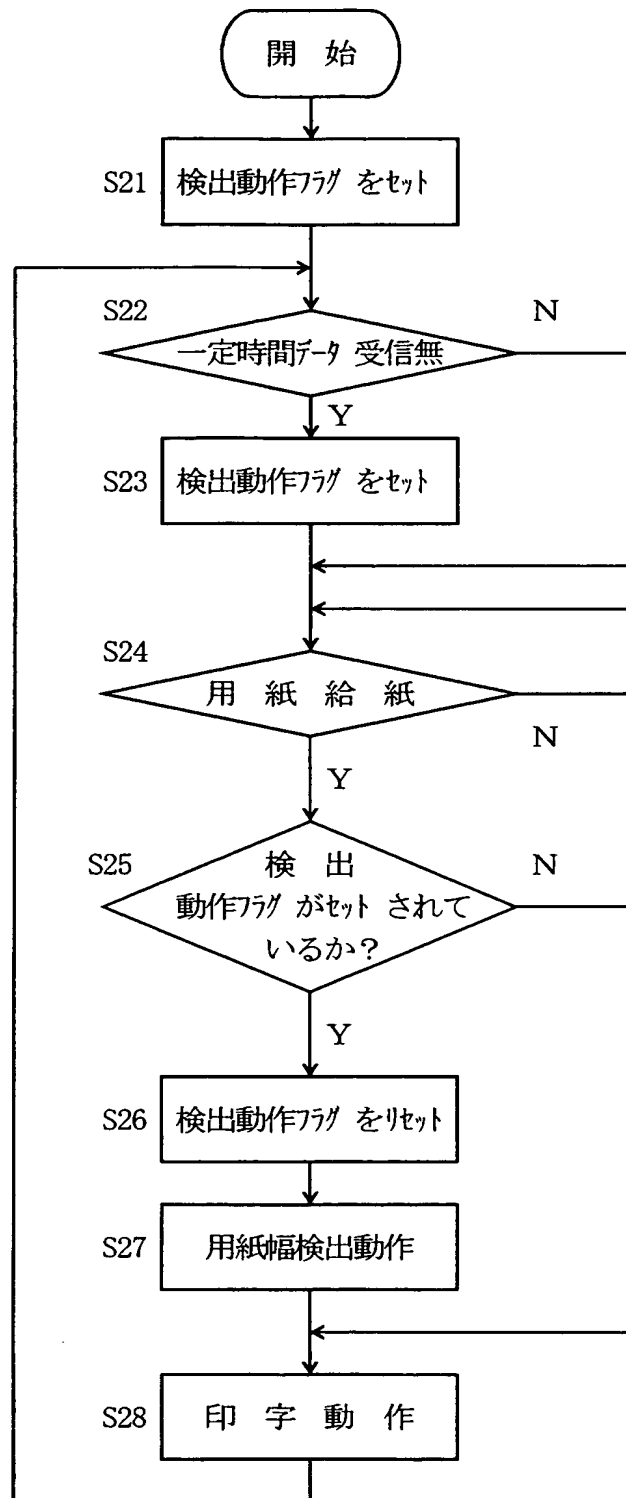 開 始
S21 検出動作ﾌﾗｸﾞ をｾｯﾄ
S22 N
一定時間ﾃﾞｰﾀ 受信無
Y
S23 検出動作ﾌﾗｸﾞ をｾｯﾄ
S24
用 紙 給 紙
N
Y
S25 検 出 N
動作ﾌﾗｸﾞ がｾｯﾄ されて
いるか？
Y
S26 検出動作ﾌﾗｸﾞ をﾘｾｯﾄ
S27 用紙幅検出動作
S28 印 字 動 作